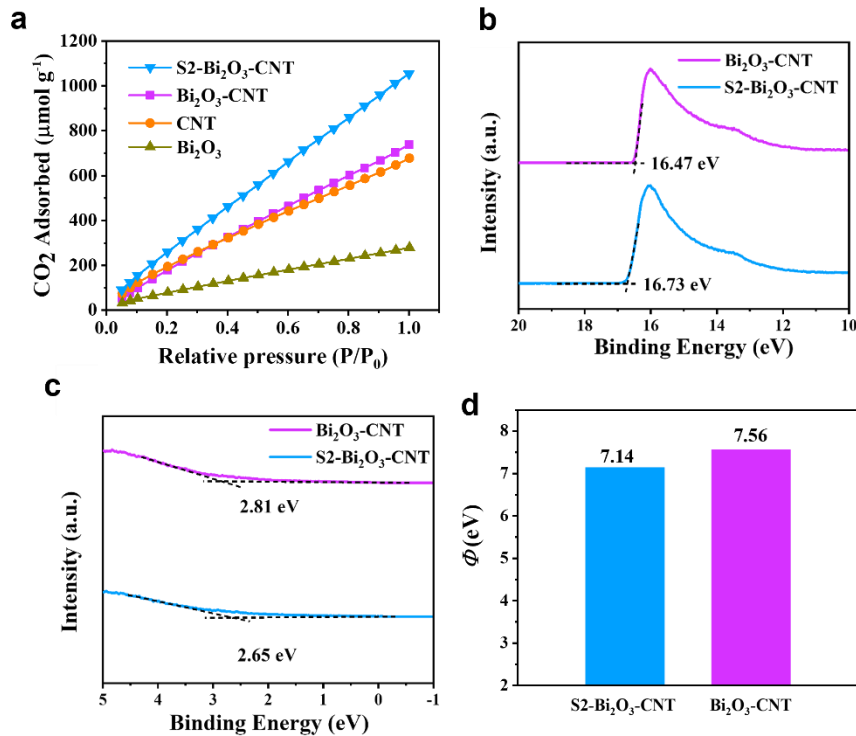 a
1200
1000
800
600
400
200
0
0.0 0.2 0.4 0.6 0.8 1.0
CO₂ Adsorbed (μmol g⁻¹)
Relative pressure (P/P₀)
S2-Bi₂O₃-CNT
Bi₂O₃-CNT
CNT
Bi₂O₃
b
Bi₂O₃-CNT
S2-Bi₂O₃-CNT
16.47 eV
16.73 eV
Intensity (a.u.)
20 18 16 14 12 10
Binding Energy (eV)
c
Bi₂O₃-CNT
S2-Bi₂O₃-CNT
2.81 eV
2.65 eV
Intensity (a.u.)
5 4 3 2 1 0 -1
Binding Energy (eV)
d
8
7
6
5
4
3
2
Φ(eV)
7.14
7.56
S2-Bi₂O₃-CNT Bi₂O₃-CNT